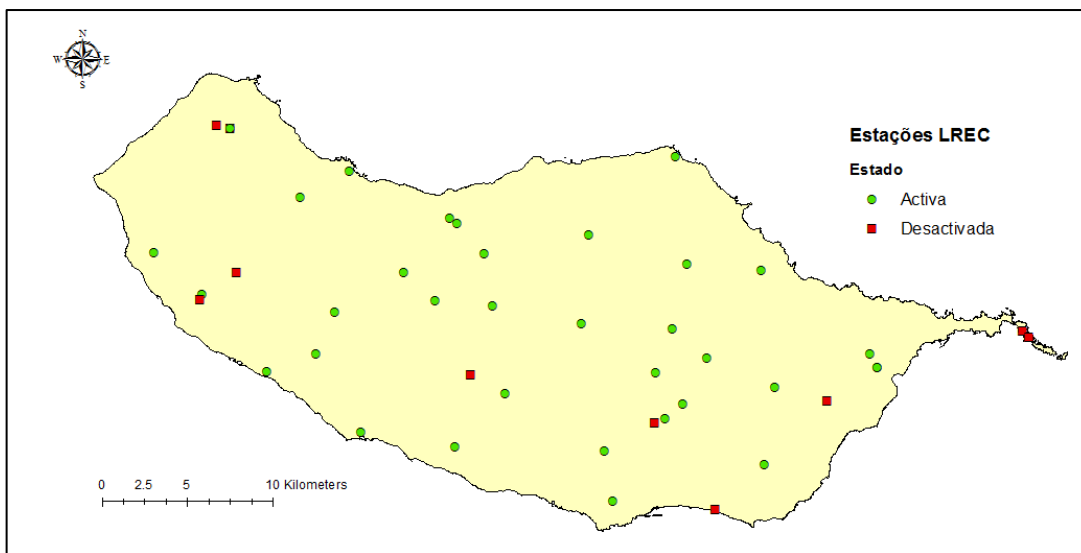 N
W E
S
Estações LREC
Estado
Activa
Desactivada
0 2.5 5 10 Kilometers